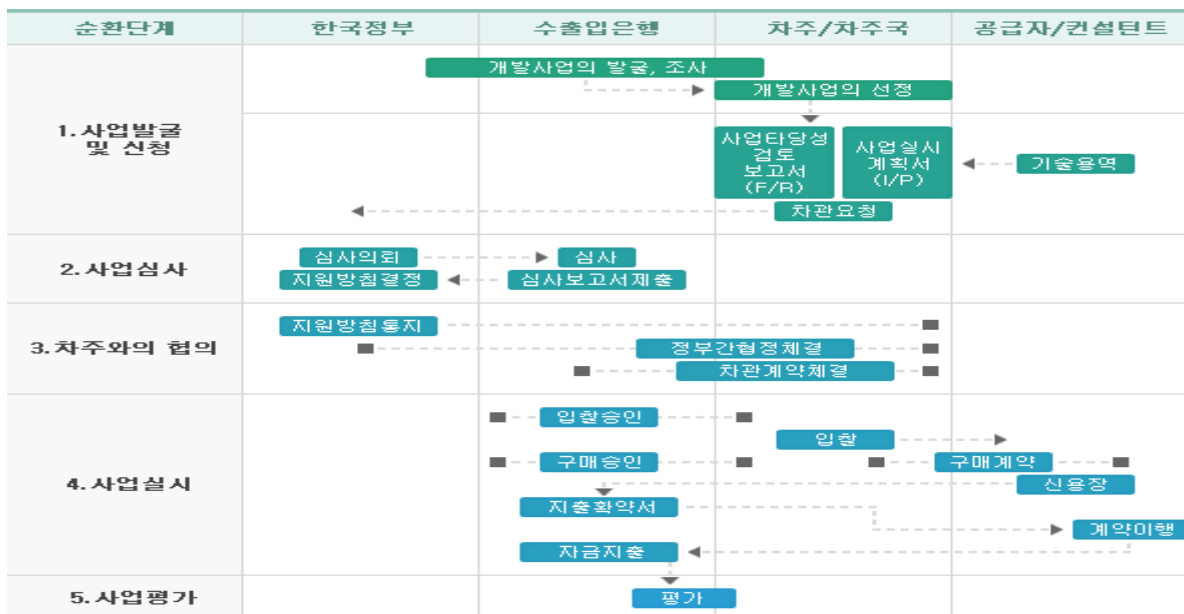 순환단계 한국정부 수출입은행 차주/차주국 공급자/컨설턴트
개발사업의 발굴, 조사
개발사업의 선정
1.사업발굴
및 신청
사업타당성
검토
보고서
(F/R)
사업실시
계획서
(I/P)
기술용역
차관요청
2.사업심사
심사의뢰 심사
지원방침결정 심사보고서제출
3.차주와의 협의
지원방침통지
정부간협정체결
차관계약체결
4.사업실시
입찰승인
입찰
구매승인 구매계약
신용장
지출확약서
계약이행
자금지출
5.사업평가 평가